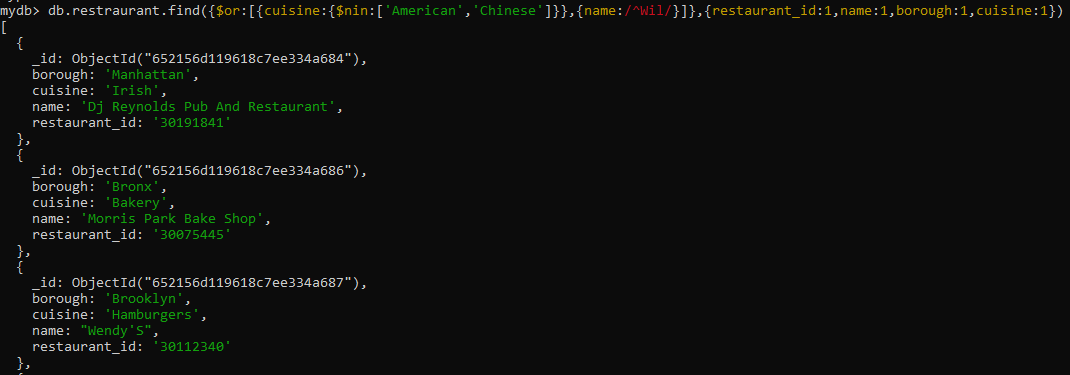 mydb> db.restraurant.find({$or:[{cuisine:{$nin:['American','Chinese']}},{name:/^Wil/}]},{restaurant_id:1,name:1,borough:1,cuisine:1})
[
  {
    _id: ObjectId("652156d119618c7ee334a684"),
    borough: 'Manhattan',
    cuisine: 'Irish',
    name: 'Dj Reynolds Pub And Restaurant',
    restaurant_id: '30191841'
  },
  {
    _id: ObjectId("652156d119618c7ee334a686"),
    borough: 'Bronx',
    cuisine: 'Bakery',
    name: 'Morris Park Bake Shop',
    restaurant_id: '30075445'
  },
  {
    _id: ObjectId("652156d119618c7ee334a687"),
    borough: 'Brooklyn',
    cuisine: 'Hamburgers',
    name: "Wendy'S",
    restaurant_id: '30112340'
  },